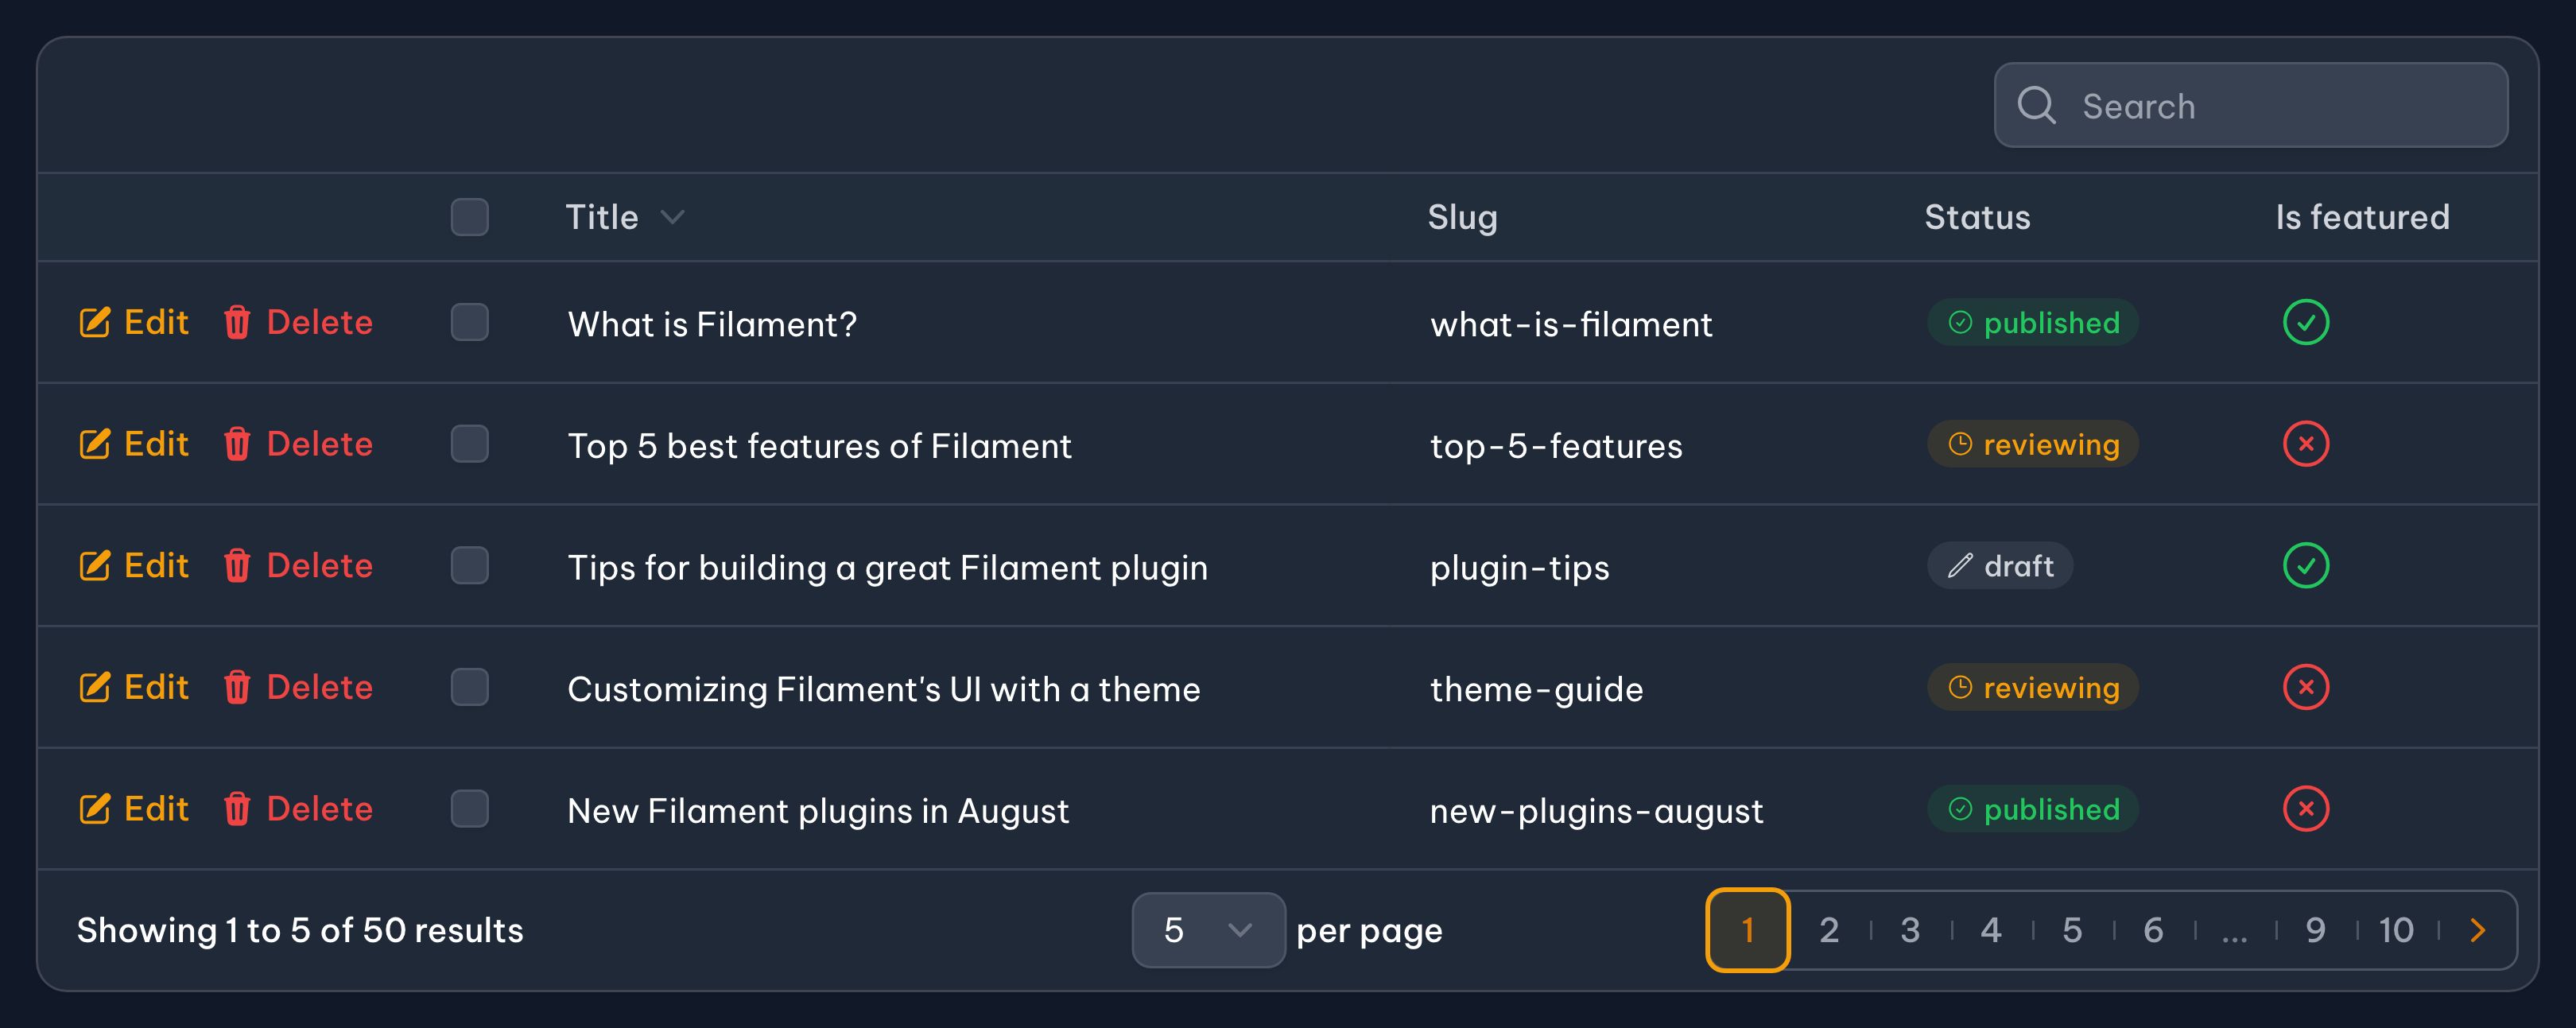 Search
Title Slug Status Is featured
Edit Delete What is Filament? what-is-filament published
Edit Delete Top 5 best features of Filament top-5-features reviewing
Edit Delete Tips for building a great Filament plugin plugin-tips draft
Edit Delete Customizing Filament's UI with a theme theme-guide reviewing
Edit Delete New Filament plugins in August new-plugins-august published
Showing 1 to 5 of 50 results 5 per page 1 2 3 4 5 6 ... 9 10